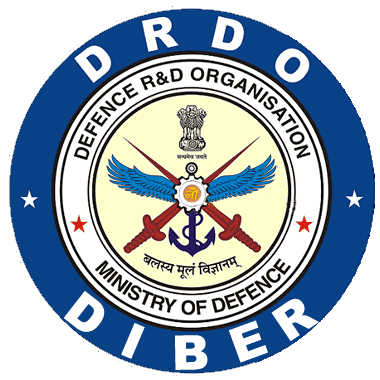 DRDO
DEFENCE R&D ORGANISATION
सत्यमेव जयते
बलस्य मूलं विज्ञानम्
MINISTRY OF DEFENCE
DIBER